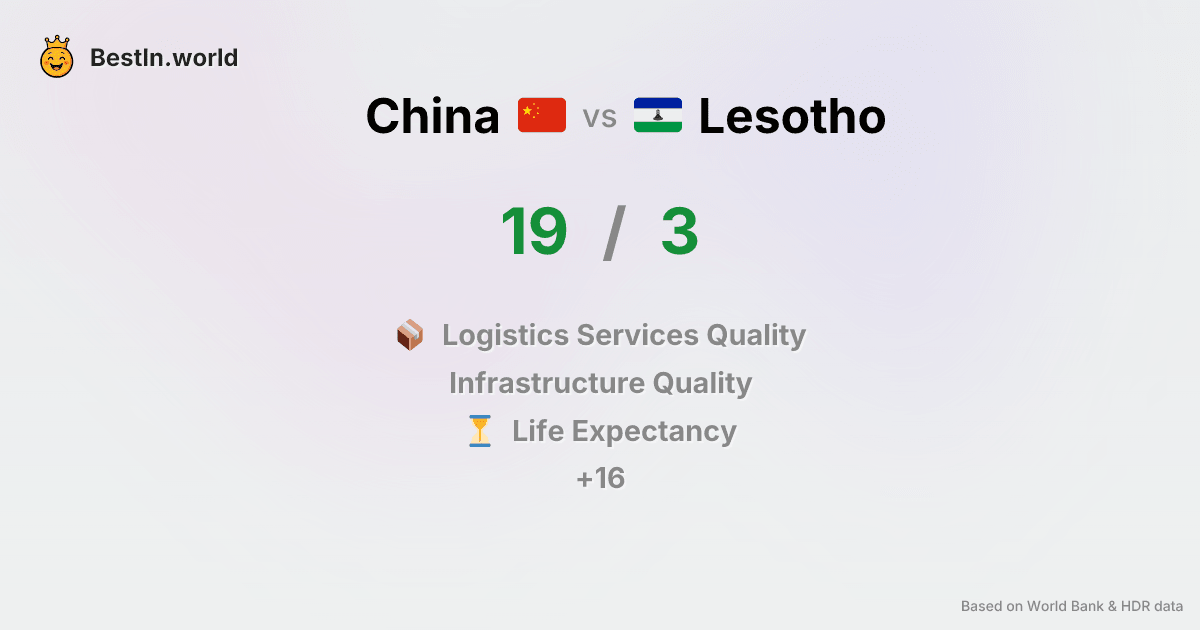 BestIn.world
China vs Lesotho
19 / 3
Logistics Services Quality
Infrastructure Quality
Life Expectancy
+16
Based on World Bank & HDR data